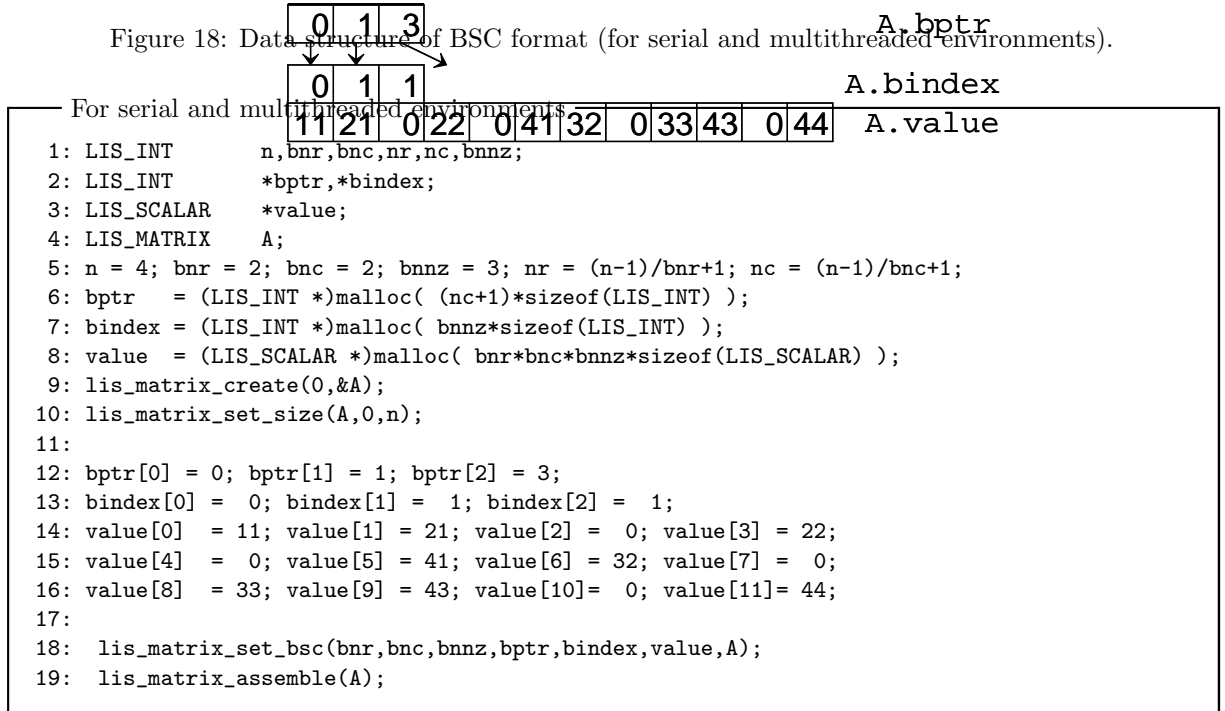 0 1 3 A.bptr
Figure 18: Data structure of BSC format (for serial and multithreaded environments).
0 1 1 A.bindex
For serial and multithreaded environments
11 21 0 22 0 41 32 0 33 43 0 44 A.value
1: LIS_INT n,bnr,bnc,nr,nc,bnnz;
2: LIS_INT *bptr,*bindex;
3: LIS_SCALAR *value;
4: LIS_MATRIX A;
5: n = 4; bnr = 2; bnc = 2; bnnz = 3; nr = (n-1)/bnr+1; nc = (n-1)/bnc+1;
6: bptr = (LIS_INT *)malloc( (nc+1)*sizeof(LIS_INT) );
7: bindex = (LIS_INT *)malloc( bnnz*sizeof(LIS_INT) );
8: value = (LIS_SCALAR *)malloc( bnr*bnc*bnnz*sizeof(LIS_SCALAR) );
9: lis_matrix_create(0,&A);
10: lis_matrix_set_size(A,0,n);
11:
12: bptr[0] = 0; bptr[1] = 1; bptr[2] = 3;
13: bindex[0] = 0; bindex[1] = 1; bindex[2] = 1;
14: value[0] = 11; value[1] = 21; value[2] = 0; value[3] = 22;
15: value[4] = 0; value[5] = 41; value[6] = 32; value[7] = 0;
16: value[8] = 33; value[9] = 43; value[10]= 0; value[11]= 44;
17:
18: lis_matrix_set_bsc(bnr,bnc,bnnz,bptr,bindex,value,A);
19: lis_matrix_assemble(A);